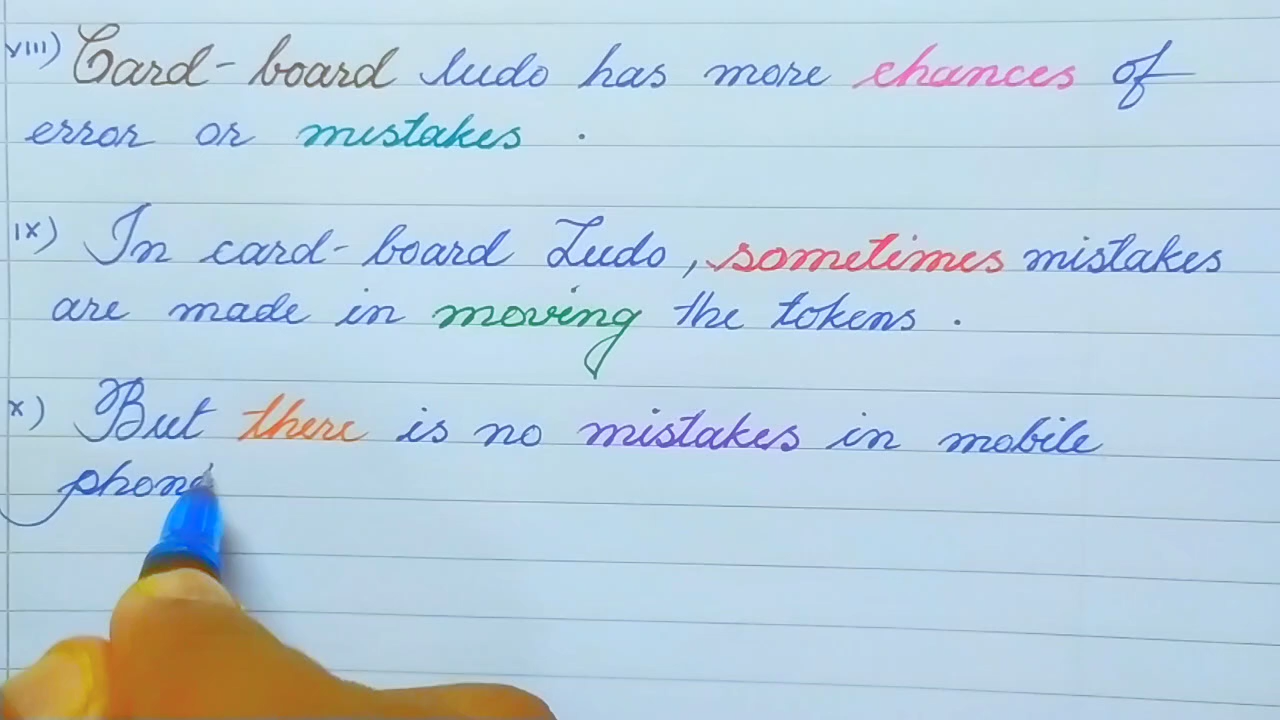 viii) Card-board ludo has more chances of
error or mistakes .
ix) In card-board Ludo, sometimes mistakes
are made in moving the tokens .
x) But there is no mistakes in mobile
phone